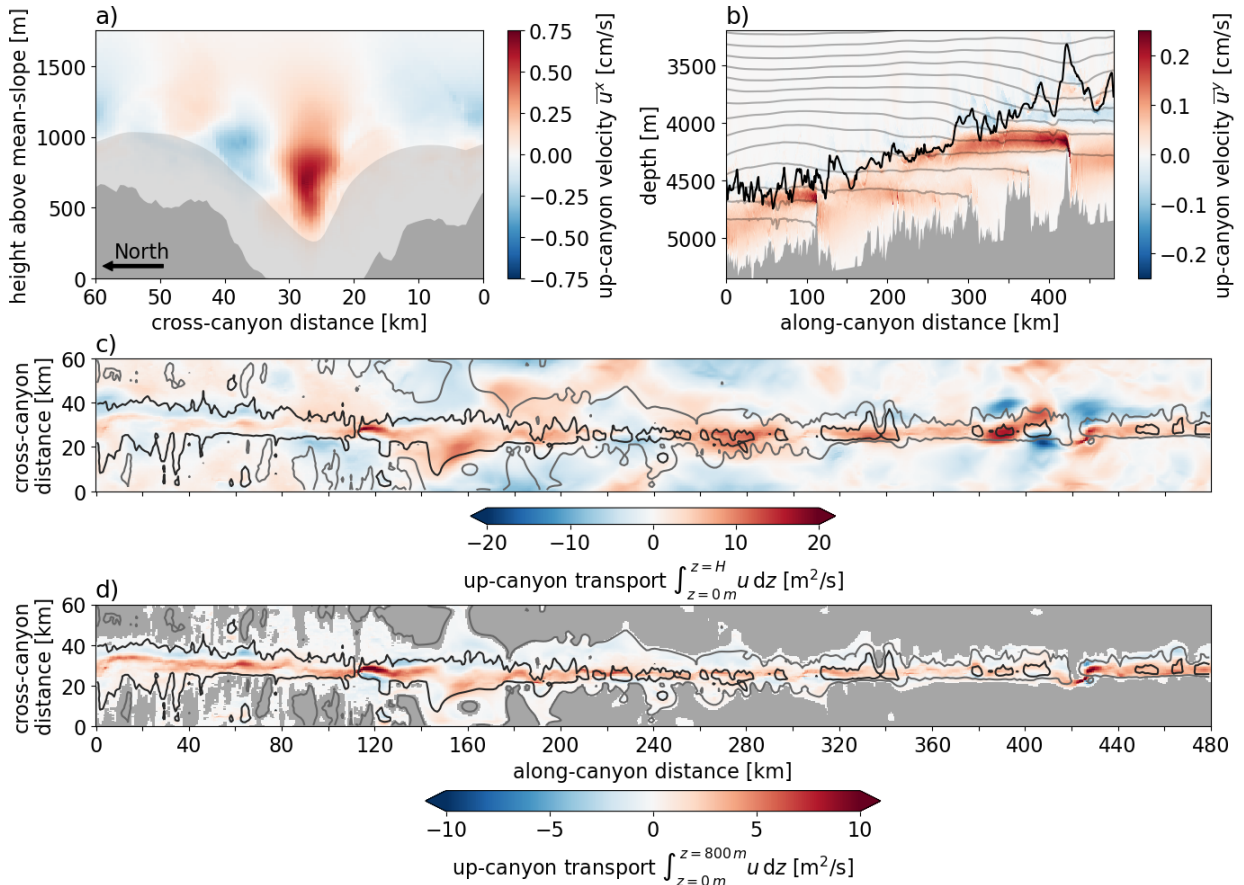 a)
height above mean-slope [m]
1500
1000
500
0
North
60 50 40 30 20 10 0
cross-canyon distance [km]
0.75
0.50
0.25
0.00
−0.25
−0.50
−0.75
up-canyon velocity u̅ˣ [cm/s]
b)
depth [m]
3500
4000
4500
5000
0 100 200 300 400
along-canyon distance [km]
0.2
0.1
0.0
−0.1
−0.2
up-canyon velocity u̅ʸ [cm/s]
c)
cross-canyon
distance [km]
60
40
20
0
−20 −10 0 10 20
up-canyon transport ∫_{z=0 m}^{z=H} u dz [m²/s]
d)
cross-canyon
distance [km]
60
40
20
0
0 40 80 120 160 200 240 280 320 360 400 440 480
along-canyon distance [km]
−10 −5 0 5 10
up-canyon transport ∫_{z=0 m}^{z=800 m} u dz [m²/s]